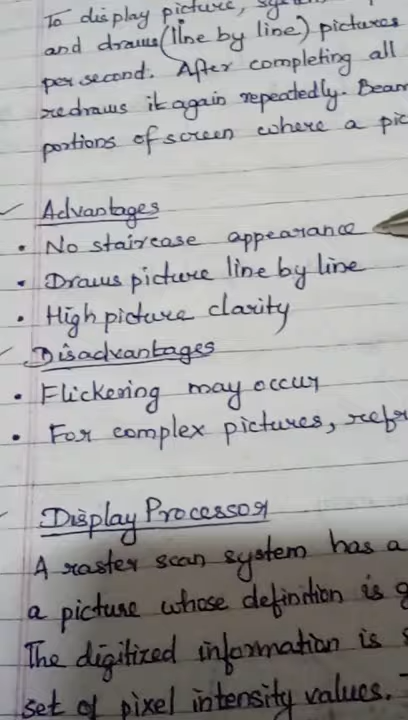 To display picture,
and draws (line by line) pictures
per second. After completing all
redraws it again repeatedly. Beam
portions of screen where a pic
Advantages
• No staircase appearance
• Draws picture line by line
• High picture clarity
Disadvantages
• Flickering may occur
• For complex pictures, refr
Display Processor
A raster scan system has a
a picture whose definition is g
The digitized information is s
set of pixel intensity values.